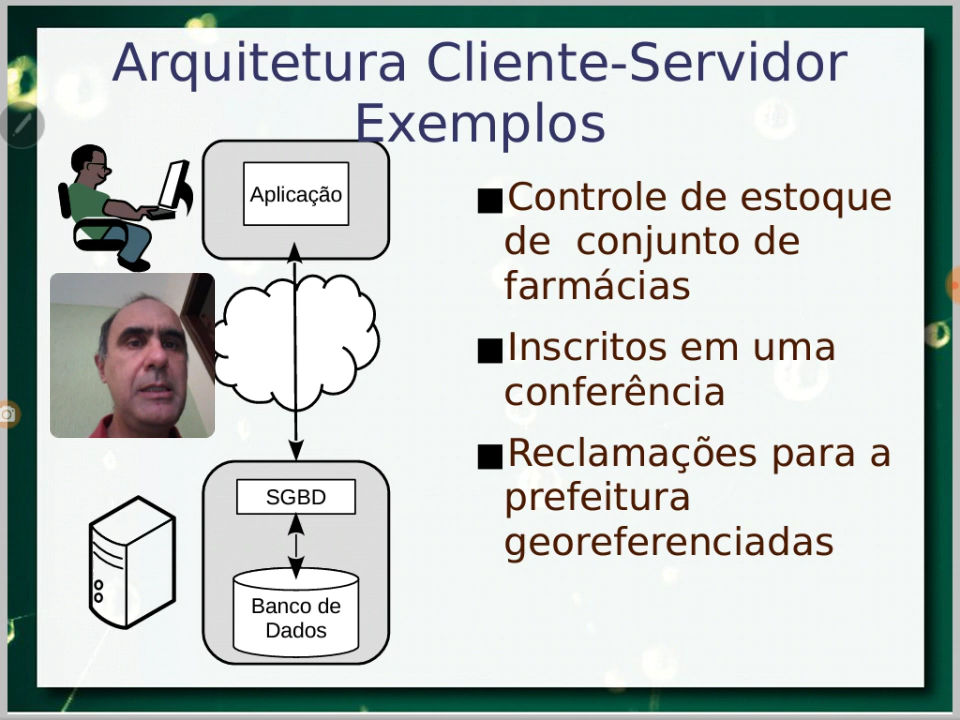 Arquitetura Cliente-Servidor
Exemplos
Aplicação
SGBD
Banco de
Dados
■Controle de estoque
de  conjunto de
farmácias
■Inscritos em uma
conferência
■Reclamações para a
prefeitura
georeferenciadas